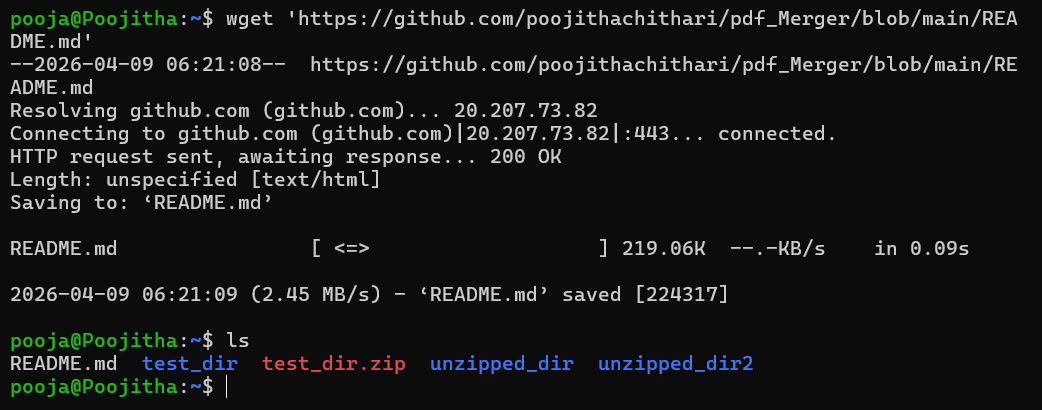 pooja@Poojitha:~$ wget 'https://github.com/poojithachithari/pdf_Merger/blob/main/REA
DME.md'
--2026-04-09 06:21:08--  https://github.com/poojithachithari/pdf_Merger/blob/main/RE
ADME.md
Resolving github.com (github.com)... 20.207.73.82
Connecting to github.com (github.com)|20.207.73.82|:443... connected.
HTTP request sent, awaiting response... 200 OK
Length: unspecified [text/html]
Saving to: ‘README.md’
README.md                [ <=>                   ] 219.06K  --.-KB/s    in 0.09s
2026-04-09 06:21:09 (2.45 MB/s) - ‘README.md’ saved [224317]
pooja@Poojitha:~$ ls
README.md  test_dir  test_dir.zip  unzipped_dir  unzipped_dir2
pooja@Poojitha:~$